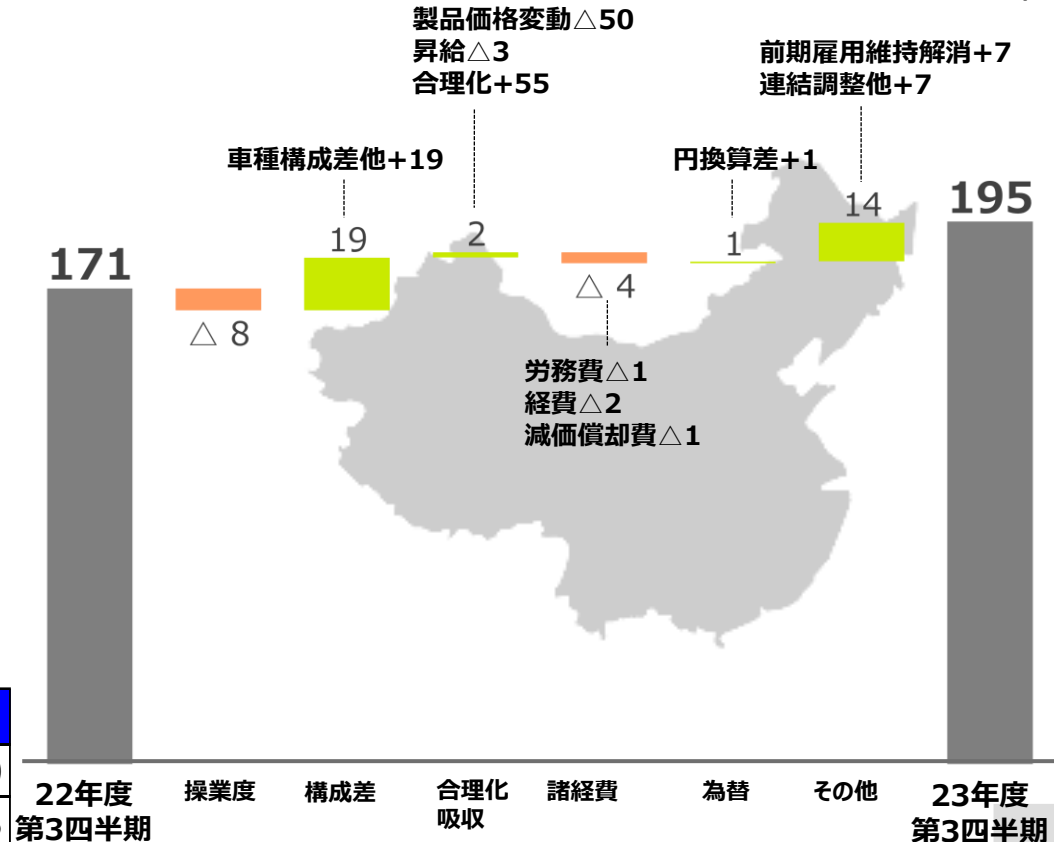 製品価格変動△50
昇給△3
合理化+55
前期雇用維持解消+7
連結調整他+7
車種構成差他+19
円換算差+1
171
△ 8
19
2
△ 4
1
14
195
労務費△1
経費△2
減価償却費△1
22年度
第3四半期
操業度
構成差
合理化
吸収
諸経費
為替
その他
23年度
第3四半期